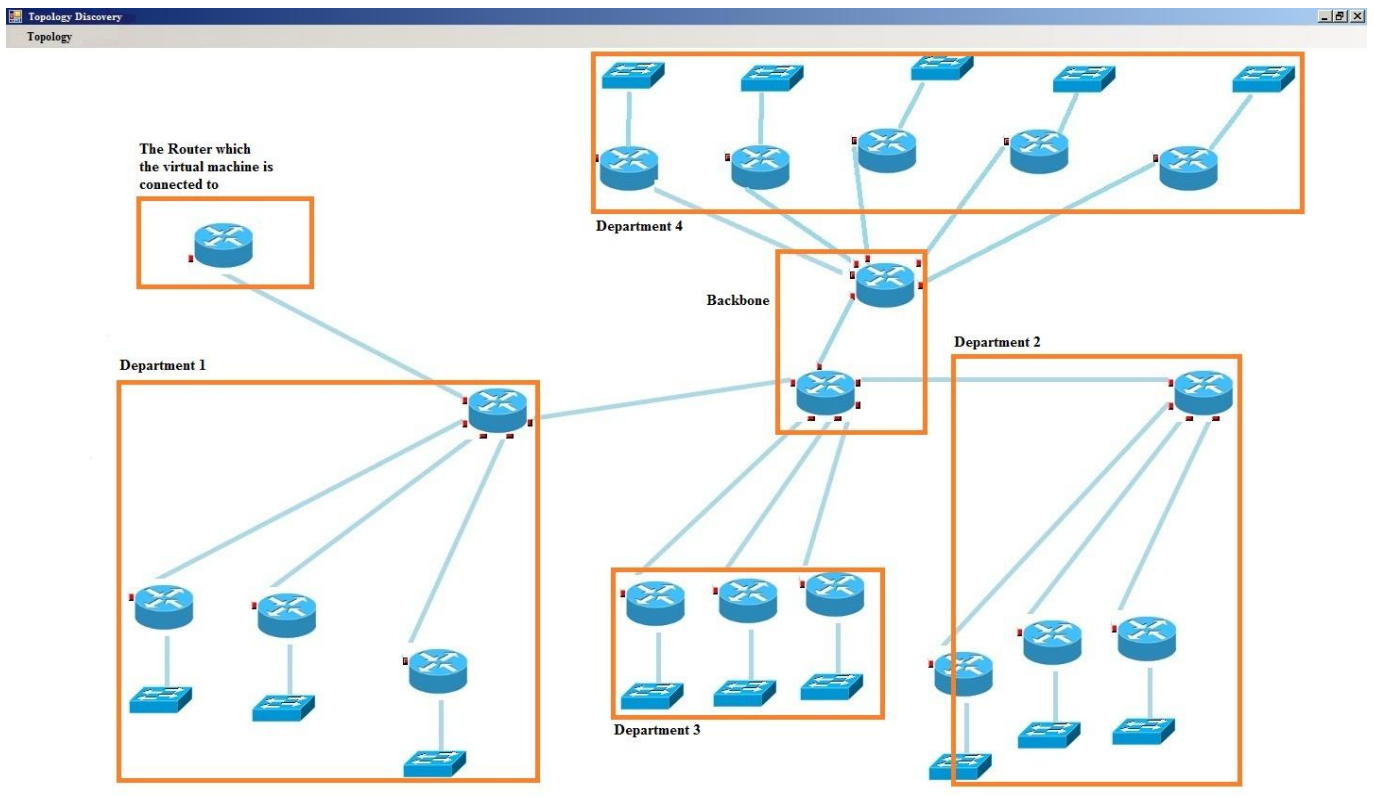 Topology Discovery
Topology
The Router which
the virtual machine is
connected to
Department 4
Backbone
Department 2
Department 1
Department 3